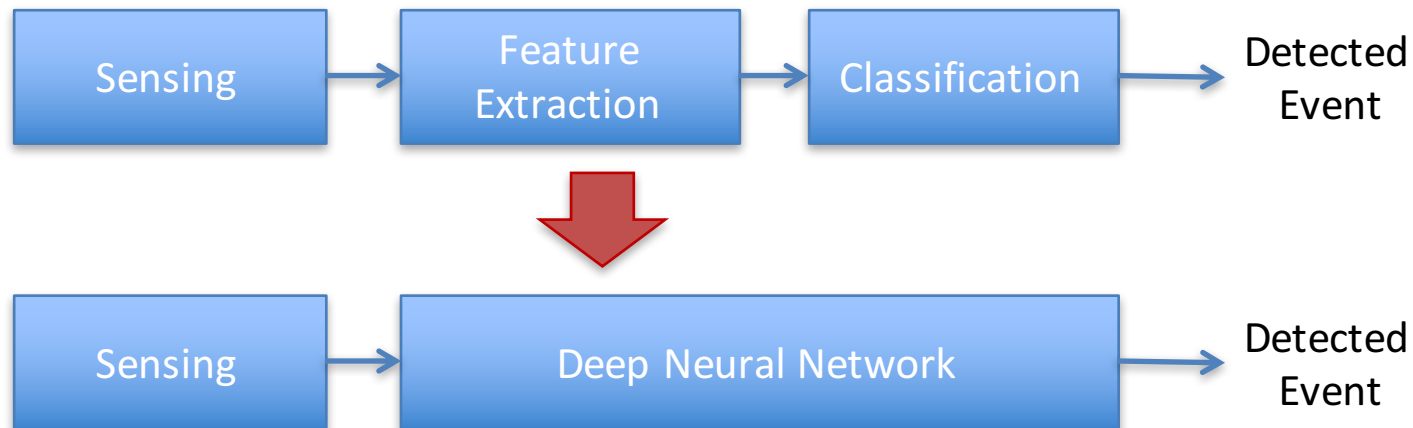 Sensing
Feature
Extraction
Classification
Detected
Event
Sensing
Deep Neural Network
Detected
Event